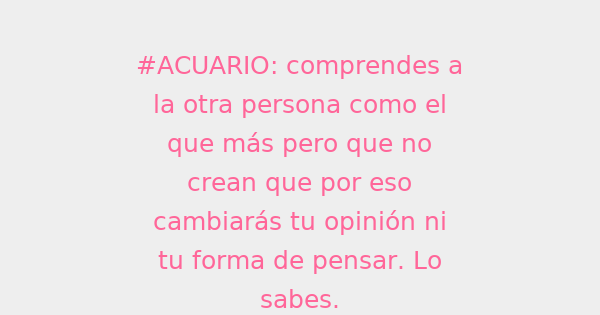 #ACUARIO: comprendes a
la otra persona como el
que más pero que no
crean que por eso
cambiarás tu opinión ni
tu forma de pensar. Lo
sabes.